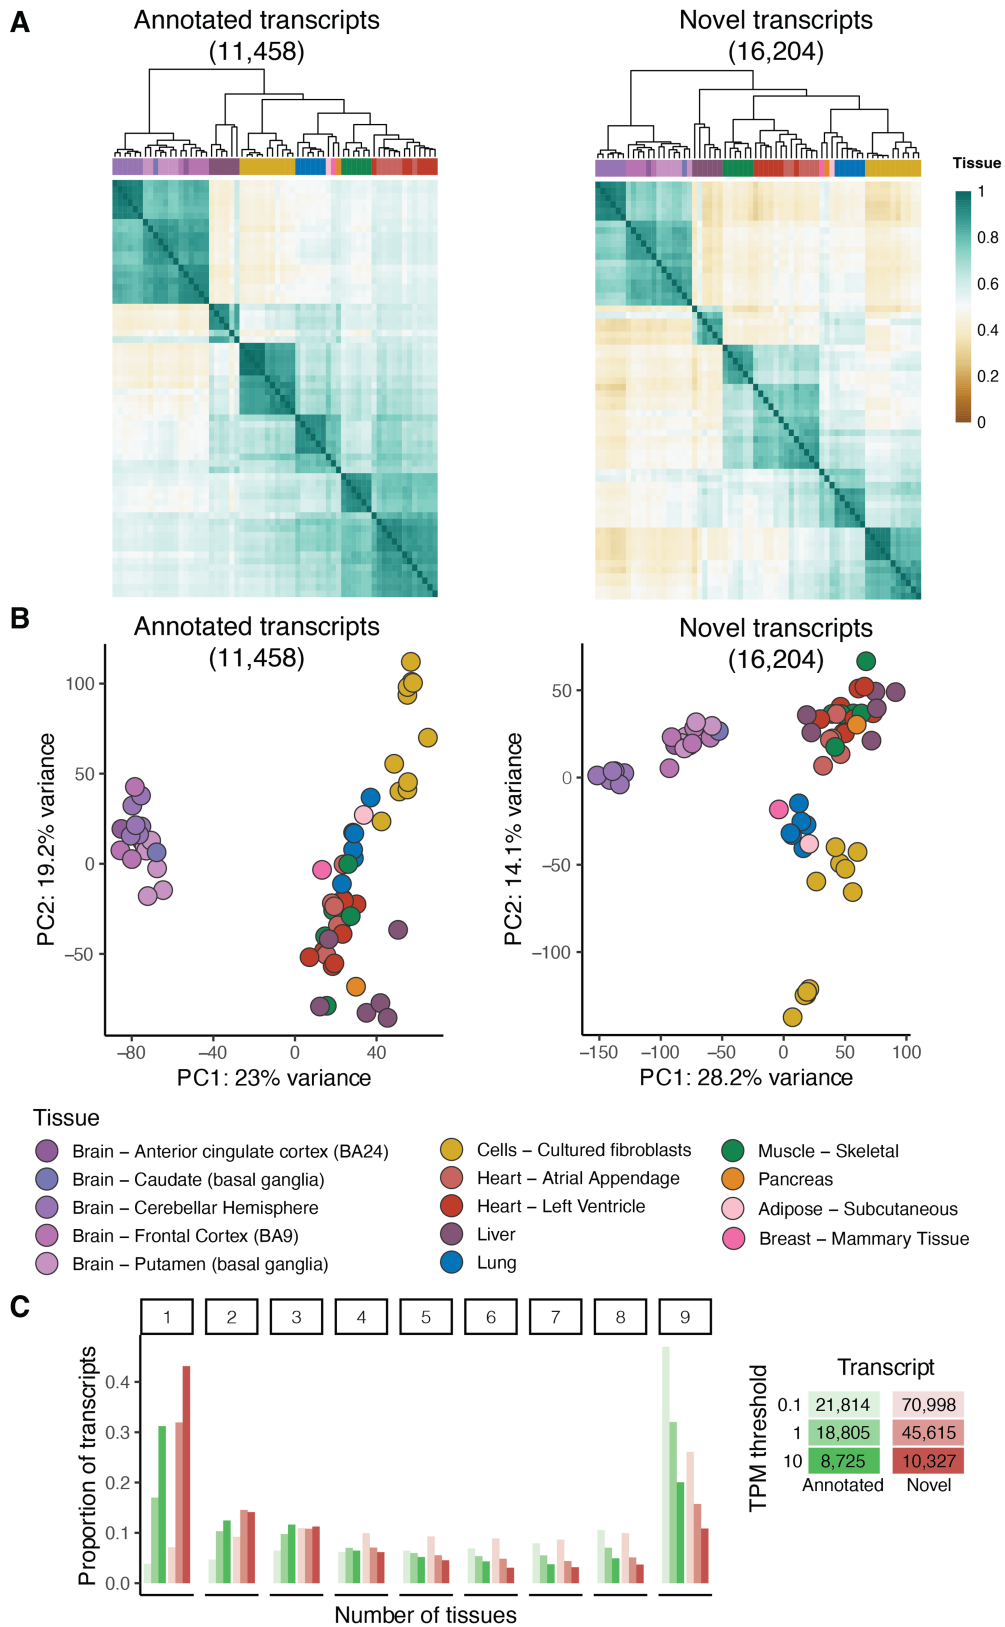 A
Annotated transcripts
(11,458)
Novel transcripts
(16,204)
Tissue
1
0.8
0.6
0.4
0.2
0
B
Annotated transcripts
(11,458)
PC2: 19.2% variance
100
50
0
−50
−80
−40
0
40
PC1: 23% variance
Novel transcripts
(16,204)
PC2: 14.1% variance
50
0
−50
−100
−150
−100
−50
0
50
100
PC1: 28.2% variance
Tissue
Brain − Anterior cingulate cortex (BA24)
Brain − Caudate (basal ganglia)
Brain − Cerebellar Hemisphere
Brain − Frontal Cortex (BA9)
Brain − Putamen (basal ganglia)
Cells − Cultured fibroblasts
Heart − Atrial Appendage
Heart − Left Ventricle
Liver
Lung
Muscle − Skeletal
Pancreas
Adipose − Subcutaneous
Breast − Mammary Tissue
C
1
2
3
4
5
6
7
8
9
Proportion of transcripts
0.4
0.3
0.2
0.1
0.0
Number of tissues
Transcript
TPM threshold
0.1 21,814 70,998
1 18,805 45,615
10 8,725 10,327
Annotated Novel